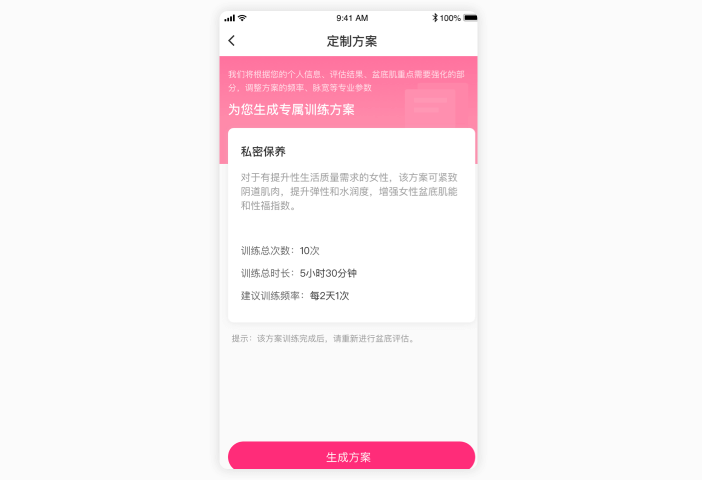 9:41 AM 100%
定制方案
我们将根据您的个人信息、评估结果、盆底肌重点需要强化的部
分，调整方案的频率、脉宽等专业参数
为您生成专属训练方案
私密保养
对于有提升性生活质量需求的女性，该方案可紧致
阴道肌肉，提升弹性和水润度，增强女性盆底肌能
和性福指数。
训练总次数：10次
训练总时长：5小时30分钟
建议训练频率：每2天1次
提示：该方案训练完成后，请重新进行盆底评估。
生成方案